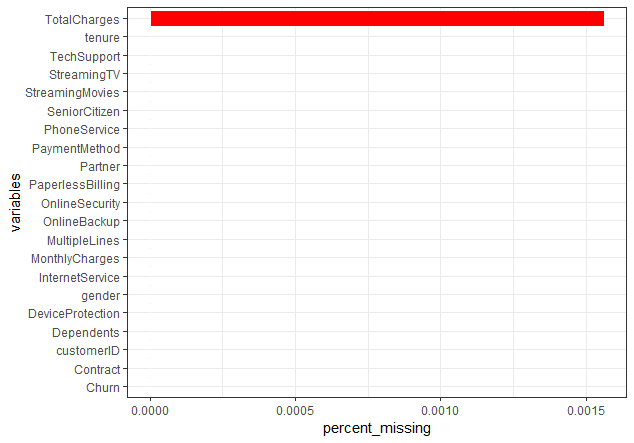 TotalCharges
tenure
TechSupport
StreamingTV
StreamingMovies
SeniorCitizen
PhoneService
PaymentMethod
Partner
PaperlessBilling
OnlineSecurity
OnlineBackup
MultipleLines
MonthlyCharges
InternetService
gender
DeviceProtection
Dependents
customerID
Contract
Churn
variables
0.0000 0.0005 0.0010 0.0015
percent_missing